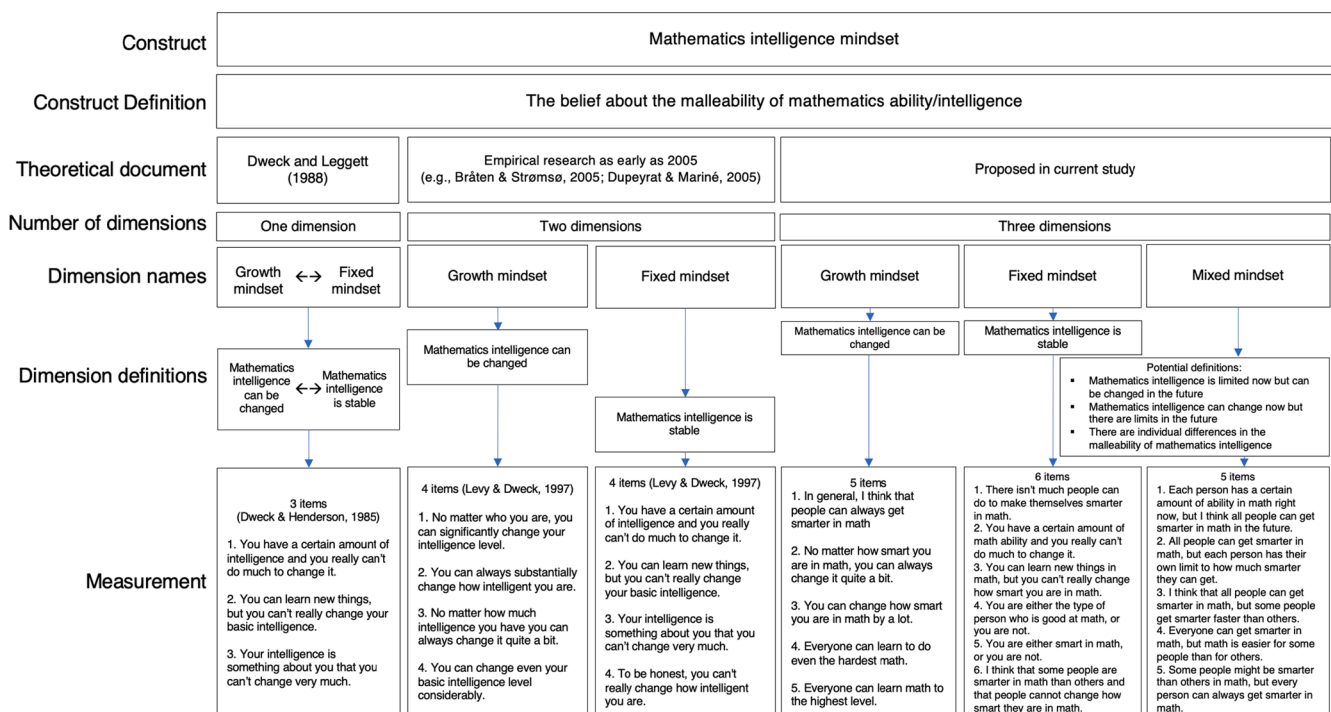 Construct
Mathematics intelligence mindset
Construct Definition
The belief about the malleability of mathematics ability/intelligence
Theoretical document
Dweck and Leggett
(1988)
Empirical research as early as 2005
(e.g., Bråten & Strømsø, 2005; Dupeyrat & Mariné, 2005)
Proposed in current study
Number of dimensions
One dimension
Two dimensions
Three dimensions
Dimension names
Growth
mindset
↔
Fixed
mindset
Growth mindset
Fixed mindset
Growth mindset
Fixed mindset
Mixed mindset
Dimension definitions
Mathematics
intelligence
can be
changed
↔
Mathematics
intelligence
is stable
Mathematics intelligence can
be changed
Mathematics intelligence is
stable
Mathematics intelligence can be
changed
Mathematics intelligence is
stable
Potential definitions:
▪ Mathematics intelligence is limited now but can
be changed in the future
▪ Mathematics intelligence can change now but
there are limits in the future
▪ There are individual differences in the
malleability of mathematics intelligence
Measurement
3 items
(Dweck & Henderson, 1985)
1. You have a certain amount of
intelligence and you really can't
do much to change it.
2. You can learn new things,
but you can't really change your
basic intelligence.
3. Your intelligence is
something about you that you
can't change very much.
4 items (Levy & Dweck, 1997)
1. No matter who you are, you
can significantly change your
intelligence level.
2. You can always substantially
change how intelligent you are.
3. No matter how much
intelligence you have you can
always change it quite a bit.
4. You can change even your
basic intelligence level
considerably.
4 items (Levy & Dweck, 1997)
1. You have a certain amount
of intelligence and you really
can't do much to change it.
2. You can learn new things,
but you can't really change
your basic intelligence.
3. Your intelligence is
something about you that you
can't change very much.
4. To be honest, you can't
really change how intelligent
you are.
5 items
1. In general, I think that
people can always get
smarter in math
2. No matter how smart you
are in math, you can always
change it quite a bit.
3. You can change how smart
you are in math by a lot.
4. Everyone can learn to do
even the hardest math.
5. Everyone can learn math to
the highest level.
6 items
1. There isn't much people can
do to make themselves smarter
in math.
2. You have a certain amount of
math ability and you really can't
do much to change it.
3. You can learn new things in
math, but you can't really change
how smart you are in math.
4. You are either the type of
person who is good at math, or
you are not.
5. You are either smart in math,
or you are not.
6. I think that some people are
smarter in math than others and
that people cannot change how
smart they are in math.
5 items
1. Each person has a certain
amount of ability in math right
now, but I think all people can get
smarter in math in the future.
2. All people can get smarter in
math, but each person has their
own limit to how much smarter
they can get.
3. I think that all people can get
smarter in math, but some people
get smarter faster than others.
4. Everyone can get smarter in
math, but math is easier for some
people than for others.
5. Some people might be smarter
than others in math, but every
person can always get smarter in
math.